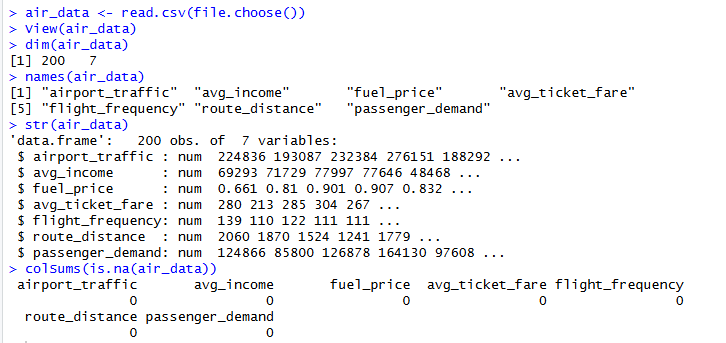 > air_data <- read.csv(file.choose())
> View(air_data)
> dim(air_data)
[1] 200   7
> names(air_data)
[1] "airport_traffic"  "avg_income"       "fuel_price"       "avg_ticket_fare"
[5] "flight_frequency" "route_distance"   "passenger_demand"
> str(air_data)
'data.frame':   200 obs. of  7 variables:
 $ airport_traffic : num  224836 193087 232384 276151 188292 ...
 $ avg_income      : num  69293 71729 77997 77646 48468 ...
 $ fuel_price      : num  0.661 0.81 0.901 0.907 0.832 ...
 $ avg_ticket_fare : num  280 213 285 304 267 ...
 $ flight_frequency: num  139 110 122 111 111 ...
 $ route_distance  : num  2060 1870 1524 1241 1779 ...
 $ passenger_demand: num  124866 85800 126878 164130 97608 ...
> colSums(is.na(air_data))
 airport_traffic       avg_income       fuel_price  avg_ticket_fare flight_frequency
               0                0                0                0                0
  route_distance passenger_demand
               0                0